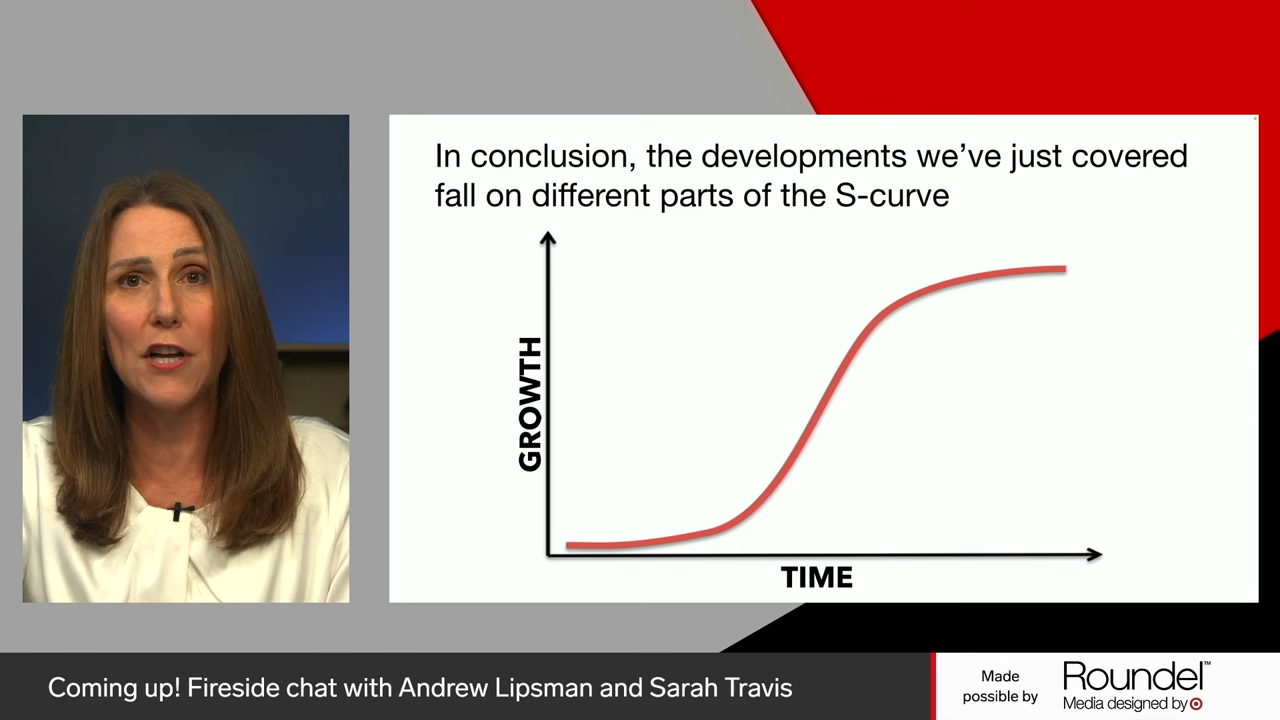 In conclusion, the developments we’ve just covered
fall on different parts of the S-curve
GROWTH
TIME
Coming up! Fireside chat with Andrew Lipsman and Sarah Travis
Made
possible by
Roundel™
Media designed by